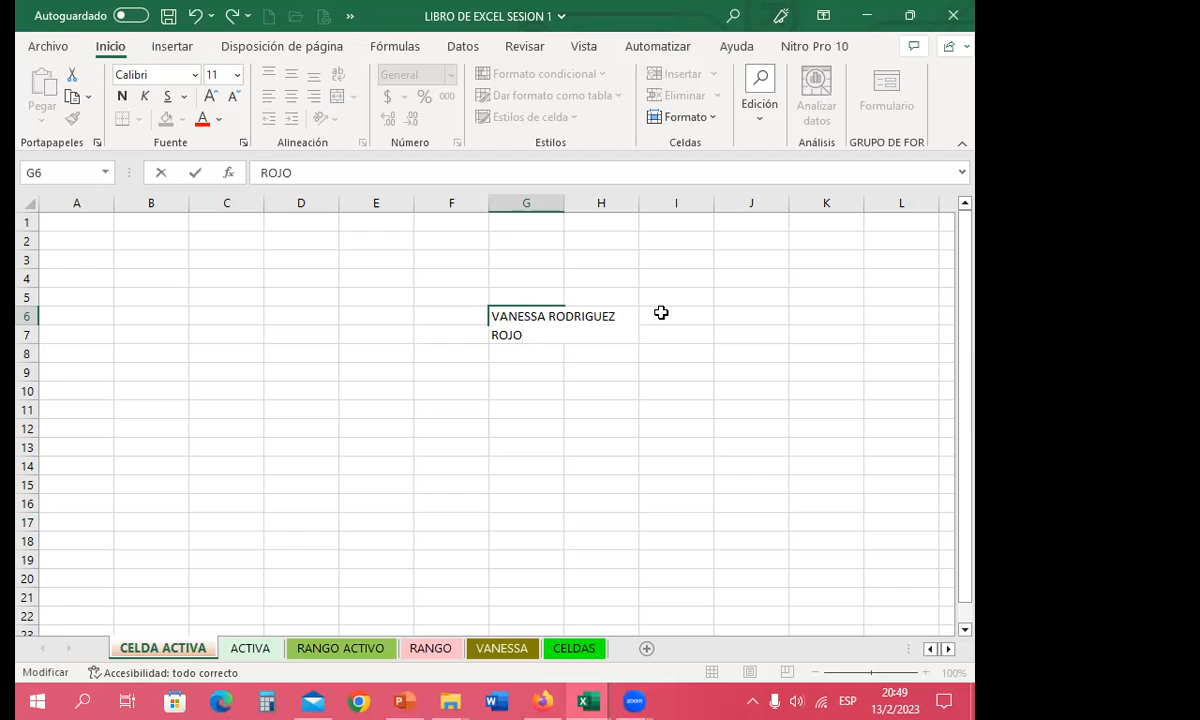 Autoguardado
LIBRO DE EXCEL SESION 1
Archivo Inicio Insertar Disposición de página Fórmulas Datos Revisar Vista Automatizar Ayuda Nitro Pro 10
Pegar
Calibri 11
N K S A A
A
ab
General
$ % 000
Formato condicional
Dar formato como tabla
Estilos de celda
Insertar
Eliminar
Formato
Edición
Analizar
datos
Formulario
Portapapeles Fuente Alineación Número Estilos Celdas Análisis GRUPO DE FOR
G6 fx ROJO
A B C D E F G H I J K L
1
2
3
4
5
6 VANESSA RODRIGUEZ
7 ROJO
8
9
10
11
12
13
14
15
16
17
18
19
20
21
22
23
CELDA ACTIVA ACTIVA RANGO ACTIVO RANGO VANESSA CELDAS
Modificar Accesibilidad: todo correcto 100%
zoom ESP 20:49
13/2/2023